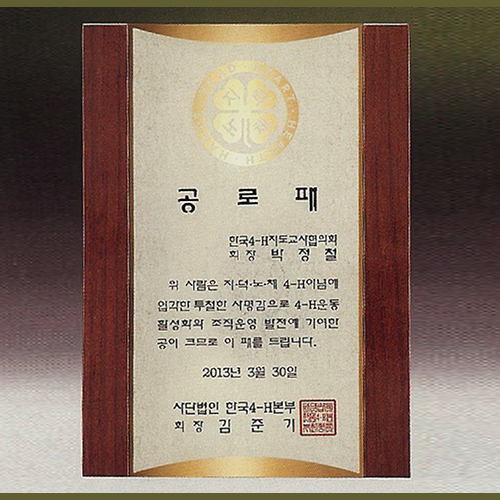 HEAD·HEART·HEALTH·HAND
공로패
한국4-H지도교사협의회
회장 박정철
위 사람은 지·덕·노·체 4-H이념에
입각한 투철한 사명감으로 4-H운동
활성화와 조직운영 발전에 기여한
공이 크므로 이 패를 드립니다.
2013년 3월 30일
사단법인 한국4-H본부
회장 김준기